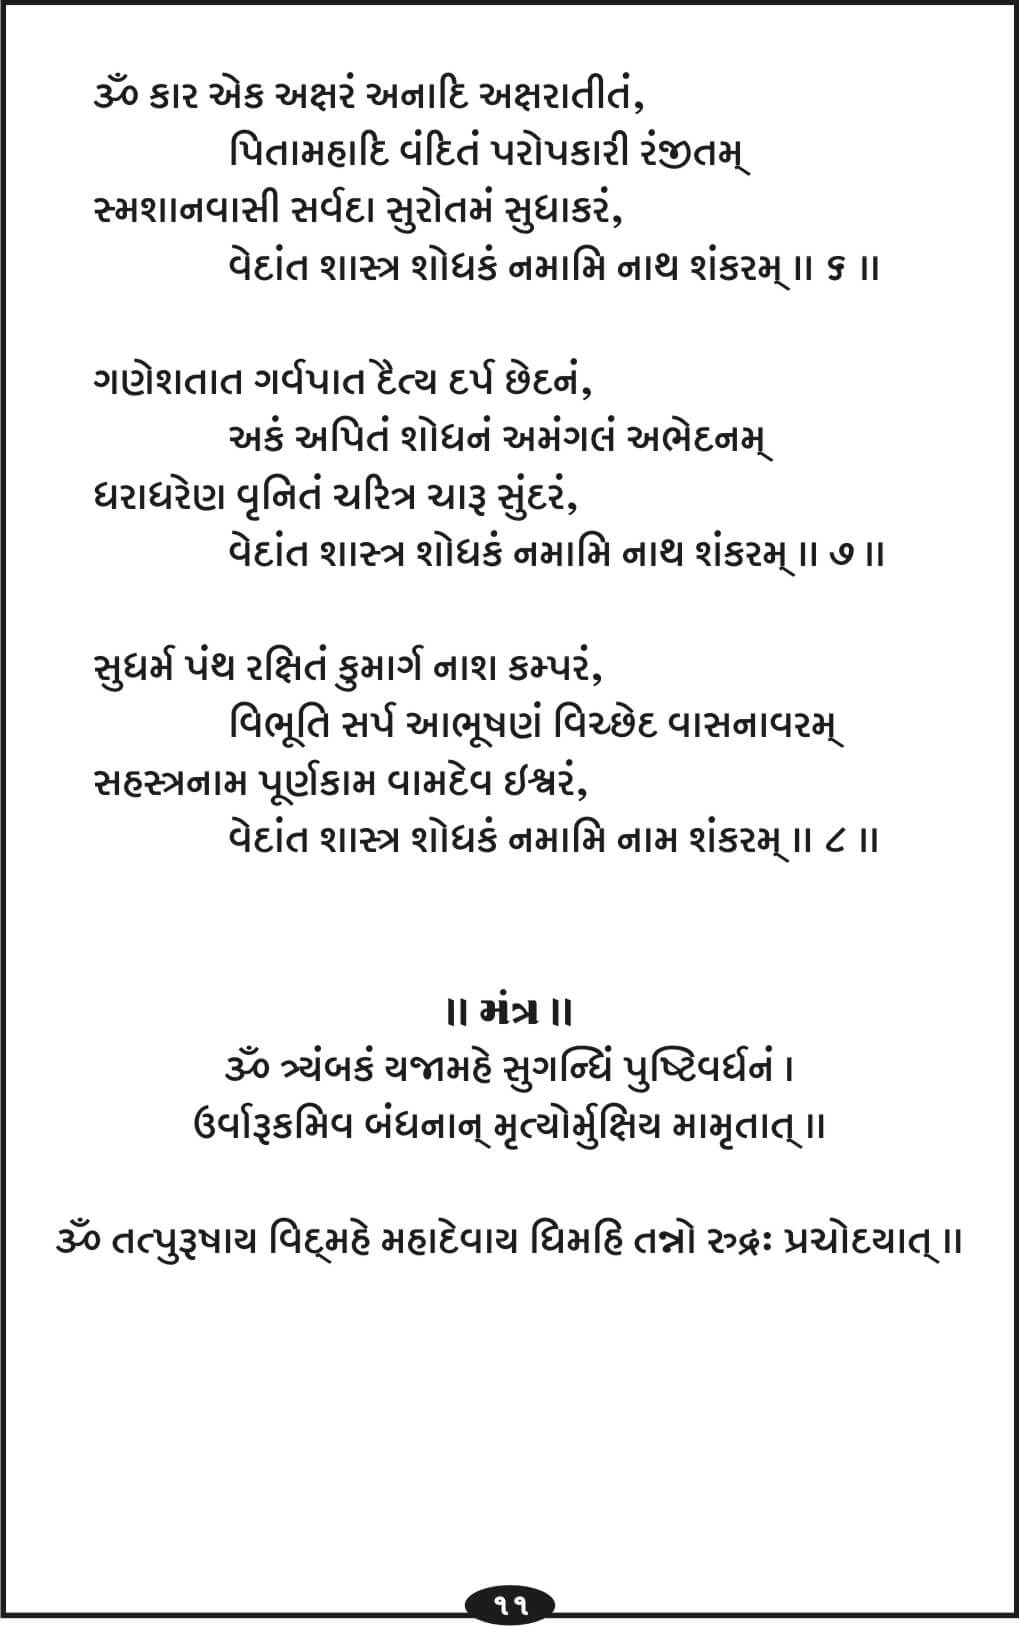 ૐ કાર એક અક્ષરં અનાદિ અક્ષરાતીતં,
પિતામહાદિ વંદિતં પરોપકારી રંજીતમ્
સ્મશાનવાસી સર્વદા સુરોતમં સુધાકરં,
વેદાંત શાસ્ત્ર શોધકં નમામિ નાથ શંકરમ્ ॥ ૬ ॥
ગણેશતાત ગર્વપાત દૈત્ય દર્પ છેદનં,
અકં અપિતં શોધનં અમંગલં અભેદનમ્
ધરાધરેણ વૃનિતં ચરિત્ર ચારૂ સુંદરં,
વેદાંત શાસ્ત્ર શોધકં નમામિ નાથ શંકરમ્ ॥ ૭ ॥
સુધર્મ પંથ રક્ષિતં કુમાર્ગ નાશ કમ્પરં,
વિભૂતિ સર્પ આભૂષણં વિચ્છેદ વાસનાવરમ્
સહસ્ત્રનામ પૂર્ણકામ વામદેવ ઈશ્વરં,
વેદાંત શાસ્ત્ર શોધકં નમામિ નામ શંકરમ્ ॥ ૮ ॥
॥ મંત્ર ॥
ૐ ત્ર્યંબકં યજામહે સુગન્ધિં પુષ્ટિવર્ધનં ।
ઉર્વારૂકમિવ બંધનાન્ મૃત્યોર્મુક્ષિય મામૃતાત્ ॥
ૐ તત્પુરૂષાય વિદ્‌મહે મહાદેવાય ધિમહિ તન્નો રુદ્રઃ પ્રચોદયાત્ ॥
૧૧